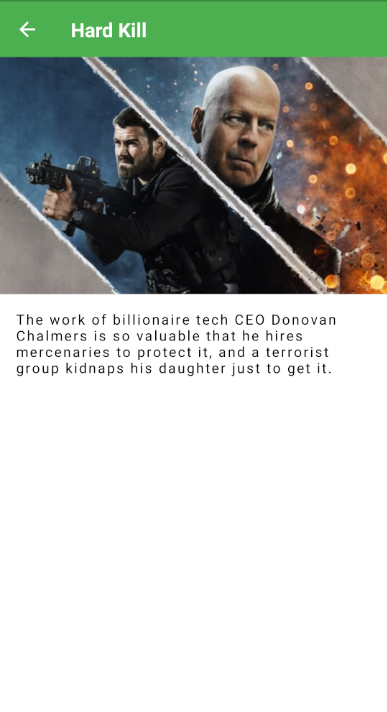 Hard Kill
The work of billionaire tech CEO Donovan
Chalmers is so valuable that he hires
mercenaries to protect it, and a terrorist
group kidnaps his daughter just to get it.